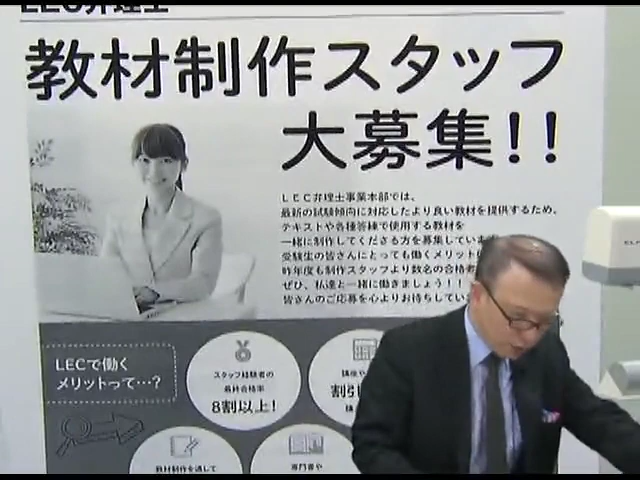 LEC弁理士
教材制作スタッフ
大募集!!
LEC弁理士事業本部では、
最新の試験傾向に対応したより良い教材を提供するため、
テキストや各種答練で使用する教材を
一緒に制作してくださる方を募集していま
受験生の皆さんにとっても働くメリット
昨年度も制作スタッフより数名の合格者
ぜひ、私達と一緒に働きましょう!!
皆さんのご応募を心よりお待ちしてい
LECで働く
メリットって…?
スタッフ経験者の
最終合格率
8割以上!
講座や
割引
講
教材制作を通して
専門書や